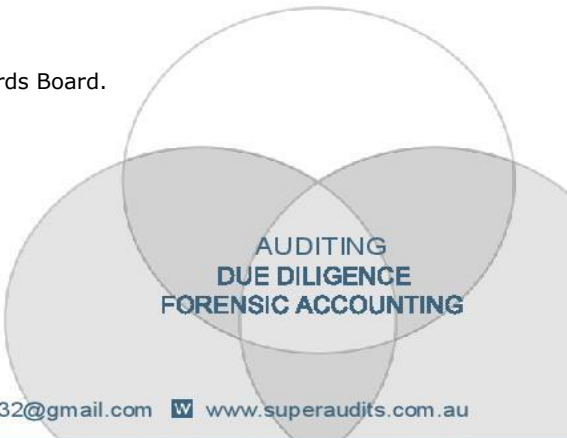 rds Board.
AUDITING
DUE DILIGENCE
FORENSIC ACCOUNTING
32@gmail.com W www.superaudits.com.au